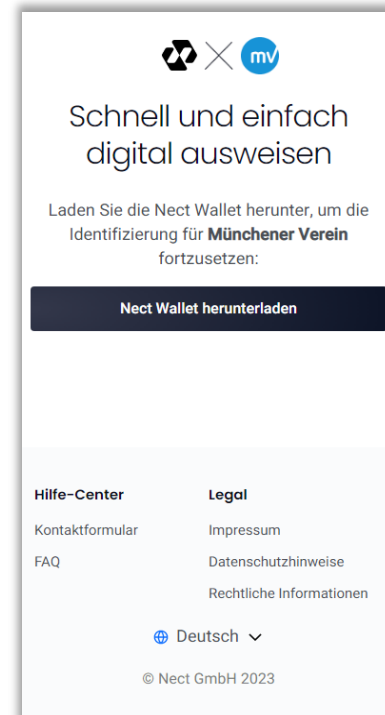 mv
Schnell und einfach
digital ausweisen
Laden Sie die Nect Wallet herunter, um die
Identifizierung für Münchener Verein
fortzusetzen:
Nect Wallet herunterladen
Hilfe-Center
Kontaktformular
FAQ
Legal
Impressum
Datenschutzhinweise
Rechtliche Informationen
Deutsch
© Nect GmbH 2023